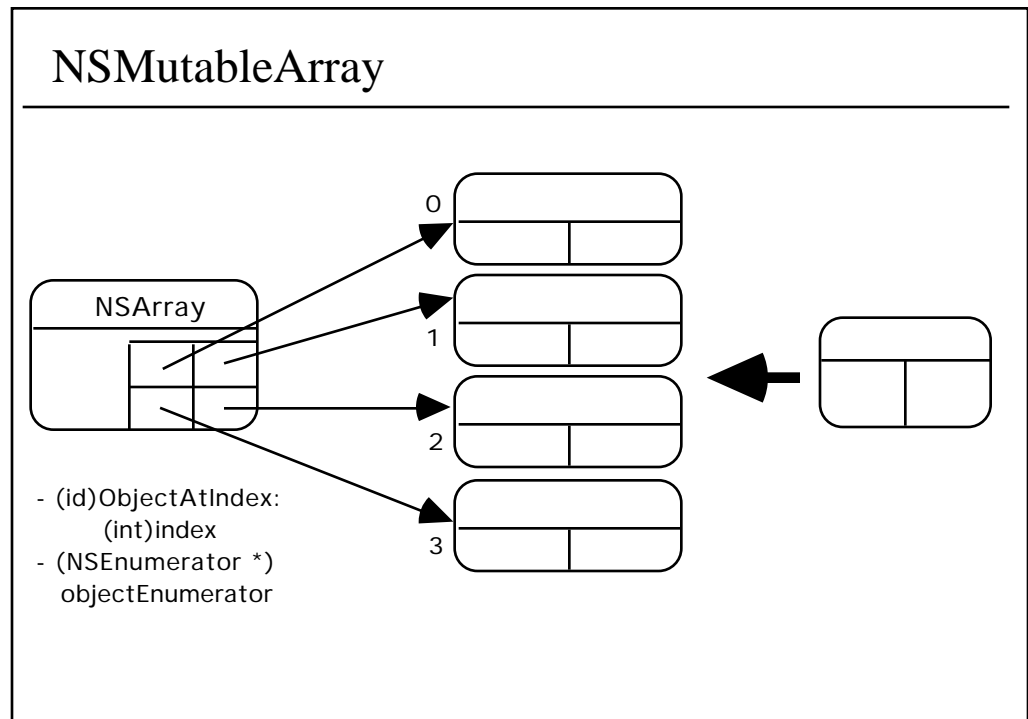 NSMutableArray
0
NSArray
1
2
- (id)ObjectAtIndex:
(int)index
3
- (NSEnumerator *)
objectEnumerator